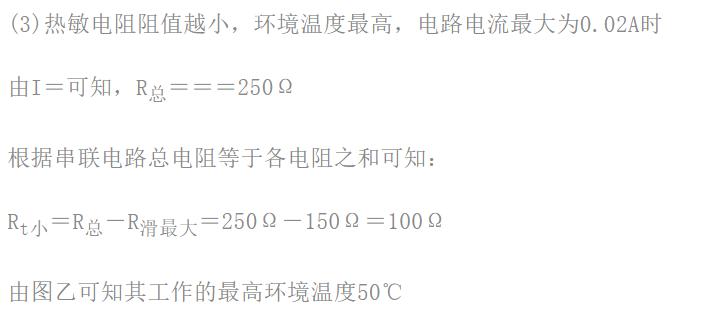 (3)热敏电阻阻值越小，环境温度最高，电路电流最大为0.02A时
由I＝可知，R总＝＝＝250Ω
根据串联电路总电阻等于各电阻之和可知：
Rt小＝R总－R滑最大＝250Ω－150Ω＝100Ω
由图乙可知其工作的最高环境温度50℃